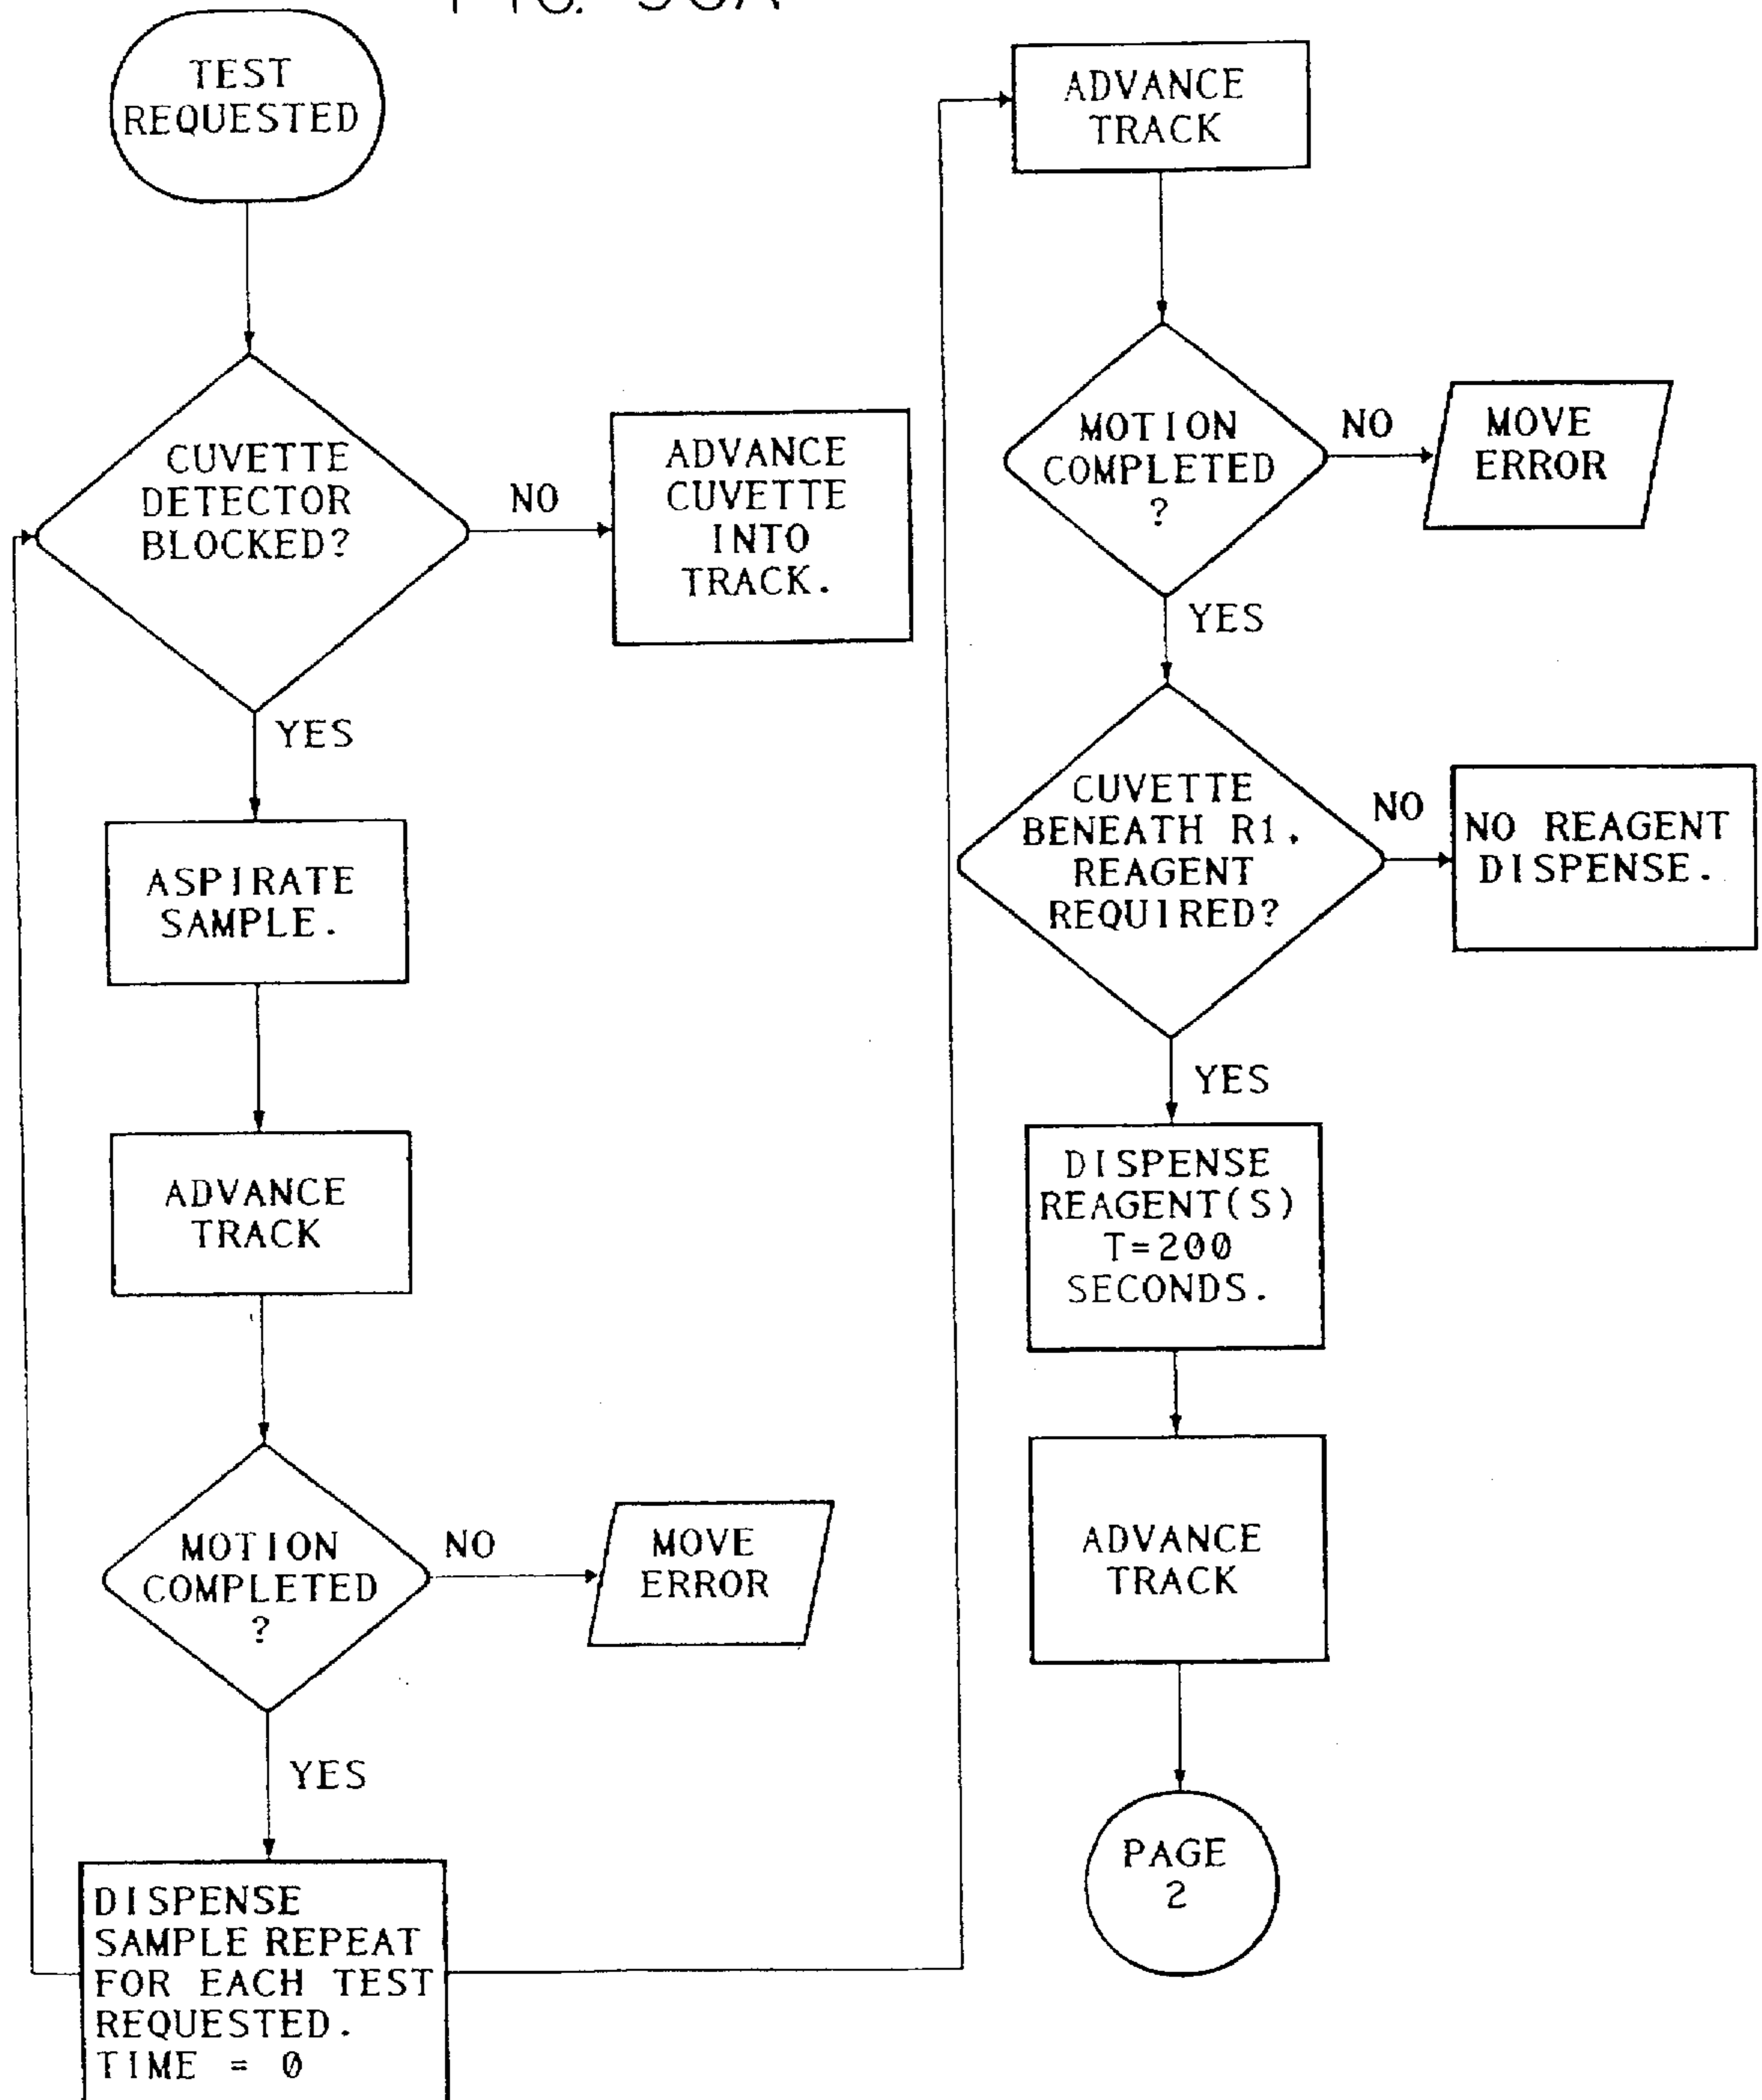 TEST
REQUESTED
CUVETTE
DETECTOR
BLOCKED?
NO
ADVANCE
CUVETTE
INTO
TRACK.
YES
ASPIRATE
SAMPLE.
ADVANCE
TRACK
MOTION
COMPLETED
?
NO
MOVE
ERROR
YES
DISPENSE
SAMPLE REPEAT
FOR EACH TEST
REQUESTED.
TIME = 0
ADVANCE
TRACK
MOTION
COMPLETED
?
NO
MOVE
ERROR
YES
CUVETTE
BENEATH R1.
REAGENT
REQUIRED?
NO
NO REAGENT
DISPENSE.
YES
DISPENSE
REAGENT(S)
T=200
SECONDS.
ADVANCE
TRACK
PAGE
2